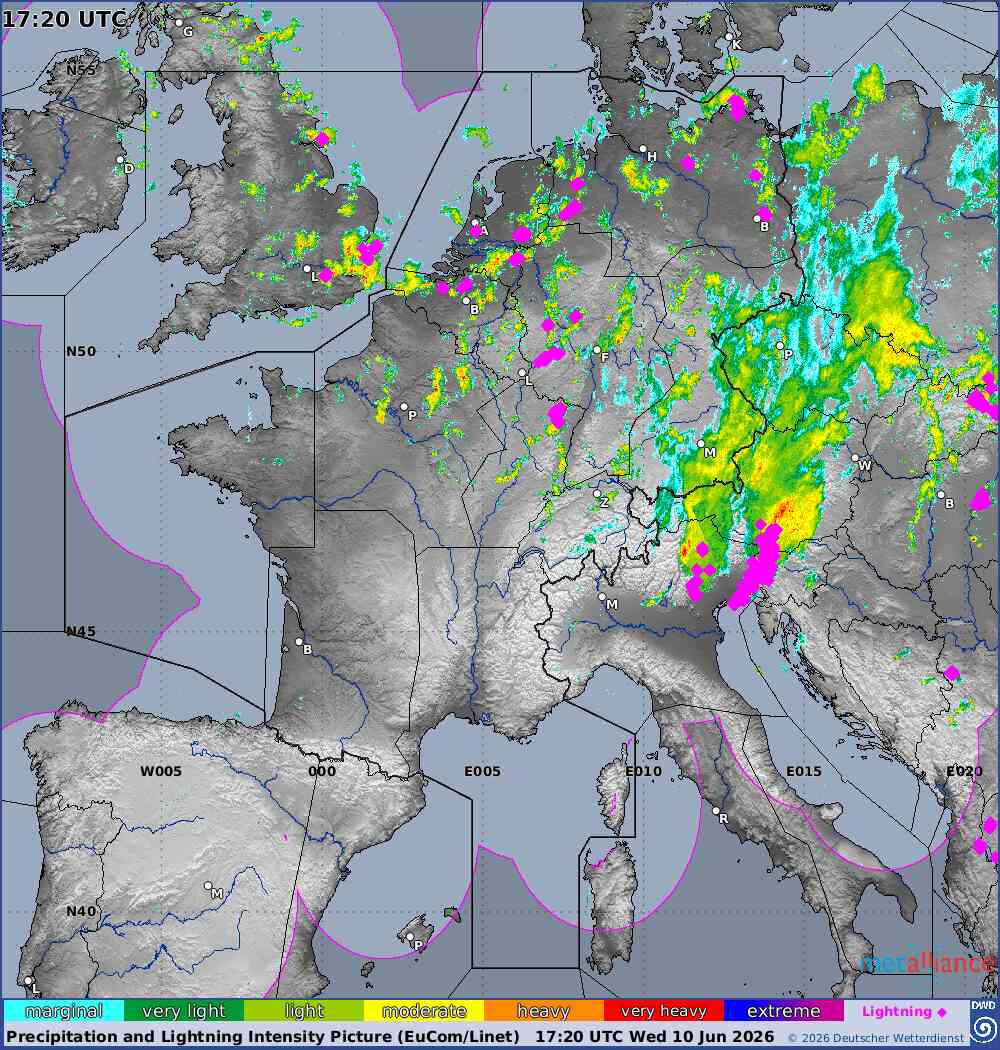 17:20 UTC
G
K
N55
H
D
A
B
L
B
N50
P
F
L
P
M
W
Z
B
M
N45
B
W005
000
E005
E010
E015
E020
R
M
N40
P
L
metalliance
marginal
very light
light
moderate
heavy
very heavy
extreme
Lightning ◆
DWD
Precipitation and Lightning Intensity Picture (EuCom/Linet) 17:20 UTC Wed 10 Jun 2026 © 2026 Deutscher Wetterdienst